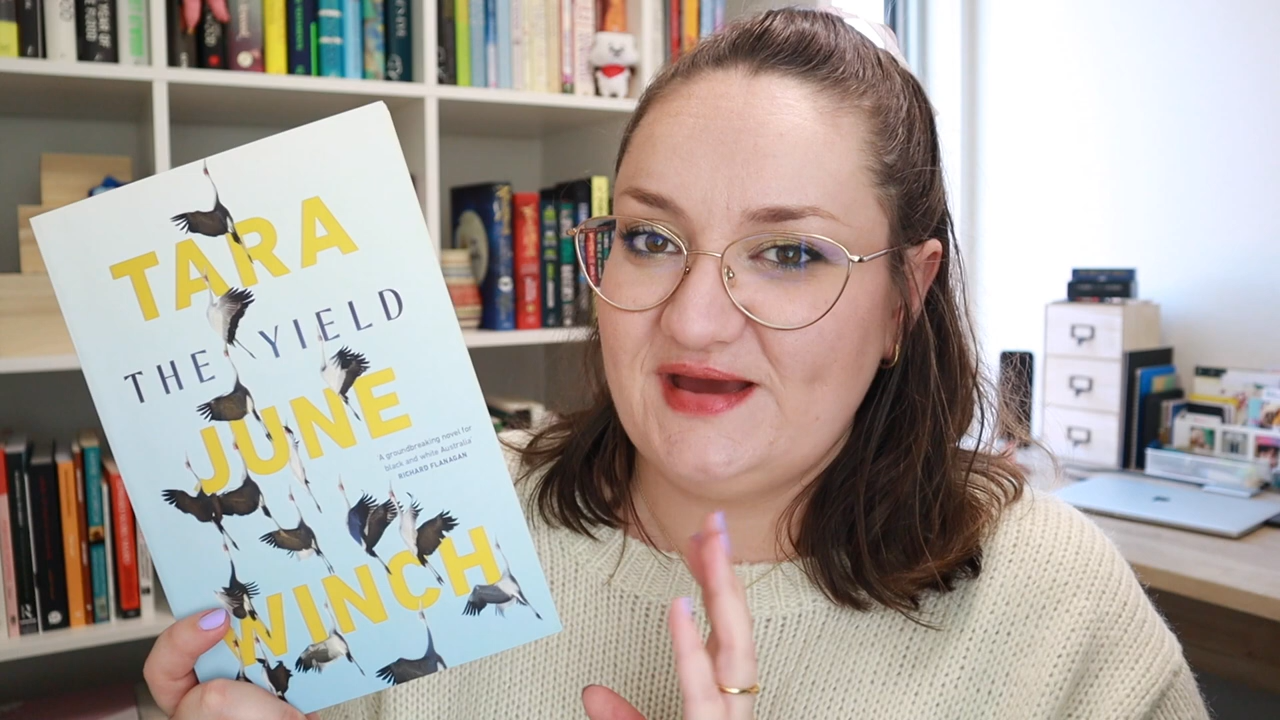 TARA
THE YIELD
JUNE
A groundbreaking novel for
black and white Australia'
RICHARD FLANAGAN
WINCH